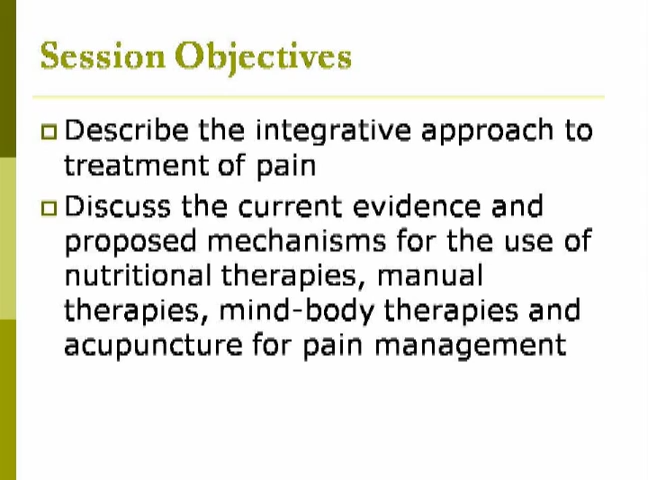 Session Objectives
Describe the integrative approach to
treatment of pain
Discuss the current evidence and
proposed mechanisms for the use of
nutritional therapies, manual
therapies, mind-body therapies and
acupuncture for pain management